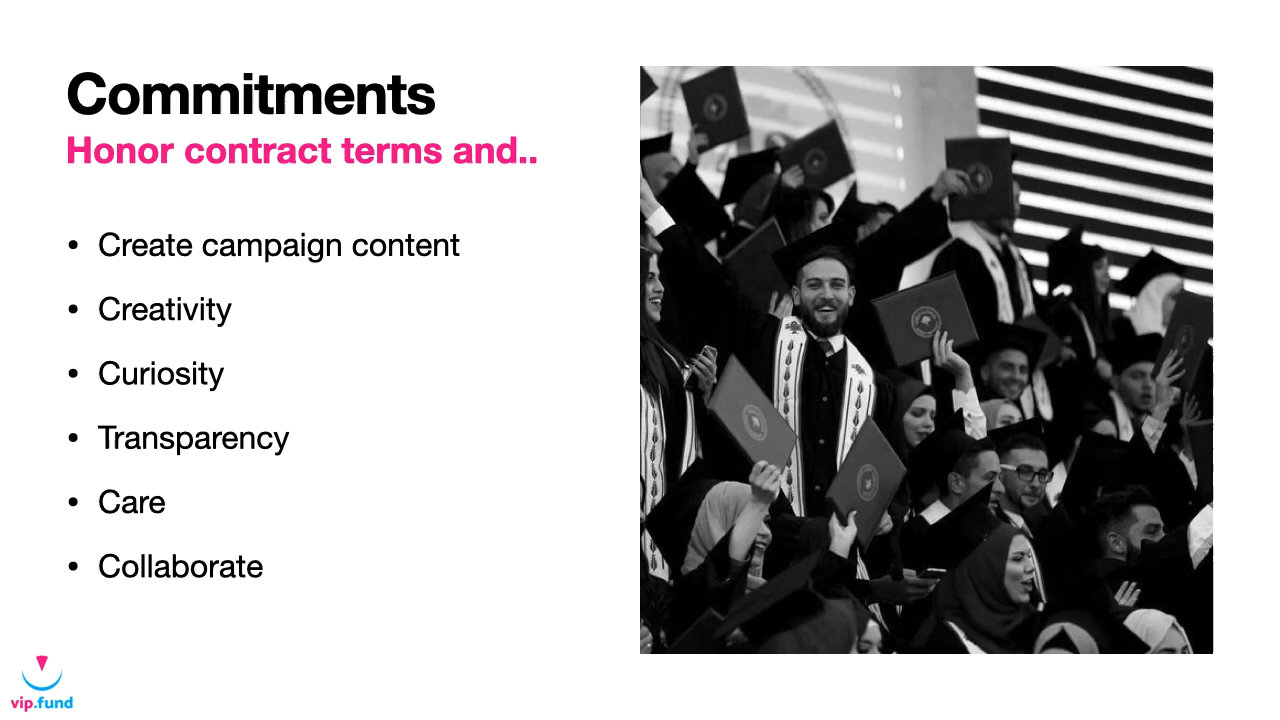 Commitments
Honor contract terms and..
• Create campaign content
• Creativity
• Curiosity
• Transparency
• Care
• Collaborate
vip.fund